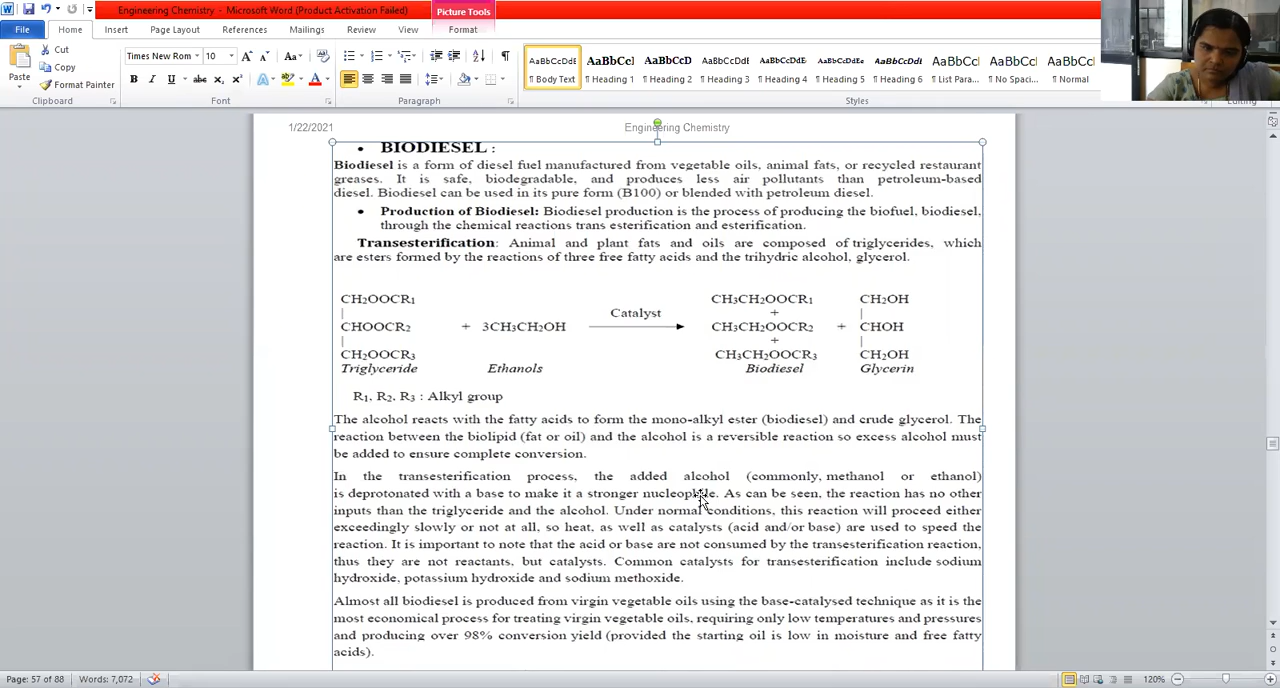 Engineering Chemistry - Microsoft Word (Product Activation Failed)
Picture Tools
File Home Insert Page Layout References Mailings Review View Format
Paste
Cut
Copy
Format Painter
Times New Rom 10
Aa
B I U abc x₂ x² A
AaBbCcDdE AaBbCcl AaBbCcD AaBbCcDdl AaBbCcDdE AaBbCcDdEe AaBbCcDdl AaBbC AaBbC AaBbC
¶ Body Text ¶ Heading 1 ¶ Heading 2 ¶ Heading 3 ¶ Heading 4 ¶ Heading 5 ¶ Heading 6 ¶ List Para... ¶ No Spaci... ¶ Normal
Clipboard Font Paragraph Styles Editing
1/22/2021 Engineering Chemistry
• BIODIESEL :
Biodiesel is a form of diesel fuel manufactured from vegetable oils, animal fats, or recycled restaurant
greases. It is safe, biodegradable, and produces less air pollutants than petroleum-based
diesel. Biodiesel can be used in its pure form (B100) or blended with petroleum diesel.
• Production of Biodiesel: Biodiesel production is the process of producing the biofuel, biodiesel,
through the chemical reactions trans esterification and esterification.
Transesterification: Animal and plant fats and oils are composed of triglycerides, which
are esters formed by the reactions of three free fatty acids and the trihydric alcohol, glycerol.
CH₂OOCR₁ CH₃CH₂OOCR₁ CH₂OH
| Catalyst + |
CHOOCR₂ + 3CH₃CH₂OH CH₃CH₂OOCR₂ + CHOH
| + |
CH₂OOCR₃ CH₃CH₂OOCR₃ CH₂OH
Triglyceride Ethanols Biodiesel Glycerin
R₁, R₂, R₃ : Alkyl group
The alcohol reacts with the fatty acids to form the mono-alkyl ester (biodiesel) and crude glycerol. The
reaction between the biolipid (fat or oil) and the alcohol is a reversible reaction so excess alcohol must
be added to ensure complete conversion.
In the transesterification process, the added alcohol (commonly, methanol or ethanol)
is deprotonated with a base to make it a stronger nucleophile. As can be seen, the reaction has no other
inputs than the triglyceride and the alcohol. Under normal conditions, this reaction will proceed either
exceedingly slowly or not at all, so heat, as well as catalysts (acid and/or base) are used to speed the
reaction. It is important to note that the acid or base are not consumed by the transesterification reaction,
thus they are not reactants, but catalysts. Common catalysts for transesterification include sodium
hydroxide, potassium hydroxide and sodium methoxide.
Almost all biodiesel is produced from virgin vegetable oils using the base-catalysed technique as it is the
most economical process for treating virgin vegetable oils, requiring only low temperatures and pressures
and producing over 98% conversion yield (provided the starting oil is low in moisture and free fatty
acids).
Page: 57 of 88 Words: 7,072 120%